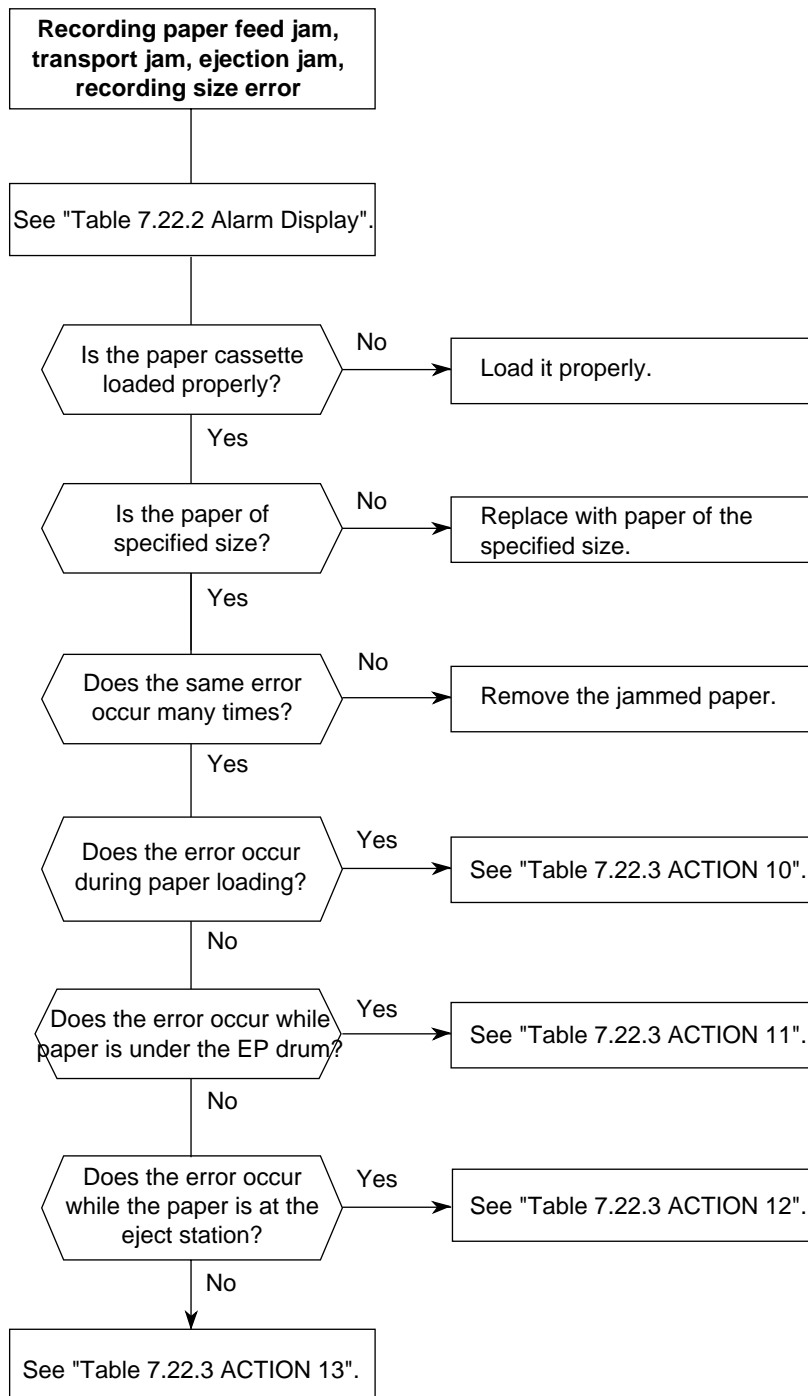 Recording paper feed jam,
transport jam, ejection jam,
recording size error
See "Table 7.22.2 Alarm Display".
Is the paper cassette
loaded properly?
No
Load it properly.
Yes
Is the paper of
specified size?
No
Replace with paper of the
specified size.
Yes
Does the same error
occur many times?
No
Remove the jammed paper.
Yes
Does the error occur
during paper loading?
Yes
See "Table 7.22.3 ACTION 10".
No
Does the error occur while
paper is under the EP drum?
Yes
See "Table 7.22.3 ACTION 11".
No
Does the error occur
while the paper is at the
eject station?
Yes
See "Table 7.22.3 ACTION 12".
No
See "Table 7.22.3 ACTION 13".